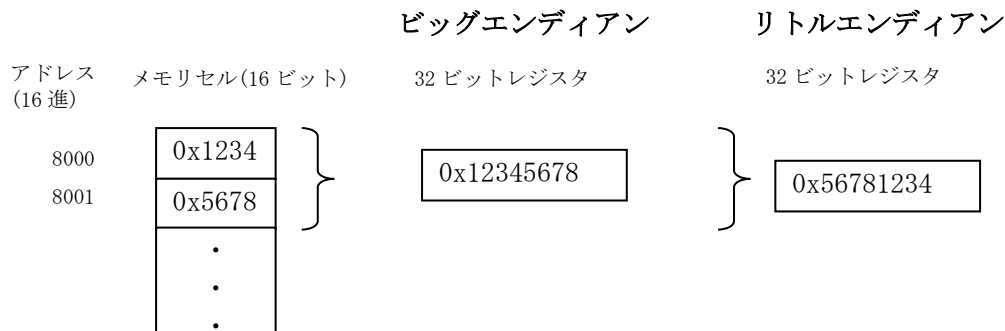 ビッグエンディアン リトルエンディアン
アドレス
(16 進)
メモリセル(16 ビット)
32 ビットレジスタ
32 ビットレジスタ
8000
0x1234
8001
0x5678
0x12345678
0x56781234
・
・
・